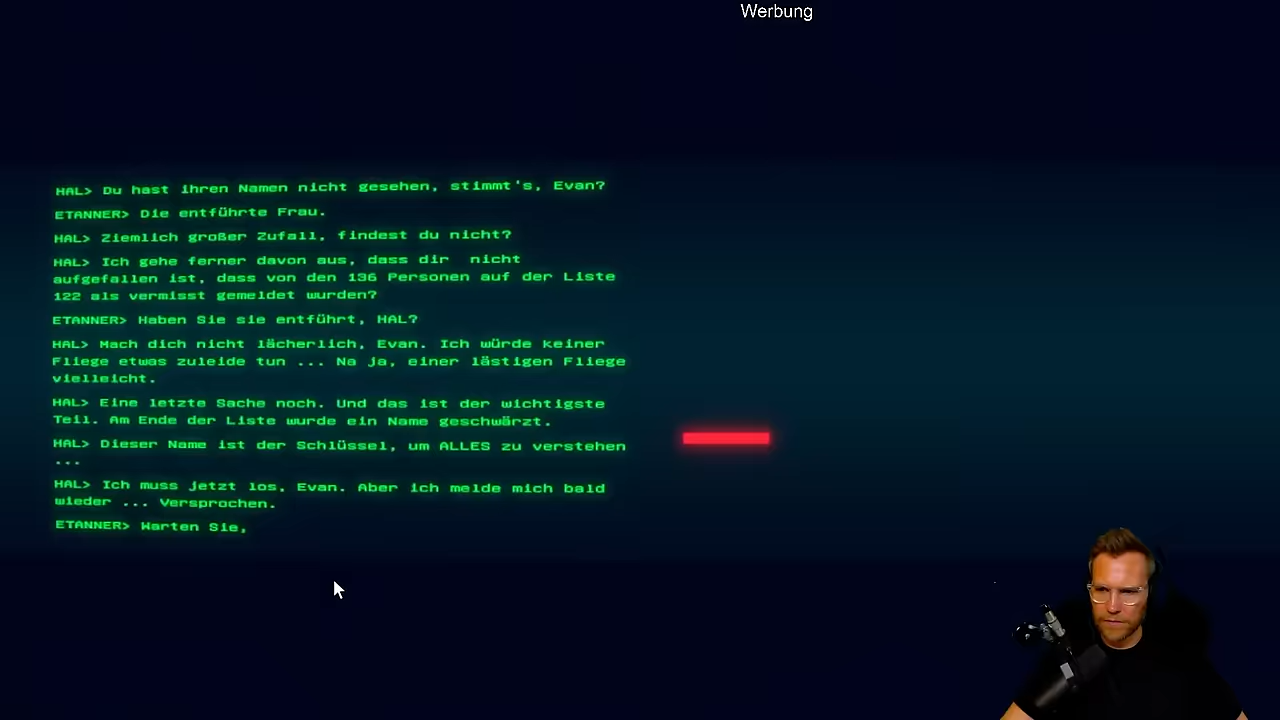 Werbung
HAL> Du hast ihren Namen nicht gesehen, stimmt's, Evan?
ETANNER> Die entführte Frau.
HAL> Ziemlich großer Zufall, findest du nicht?
HAL> Ich gehe ferner davon aus, dass dir  nicht
aufgefallen ist, dass von den 136 Personen auf der Liste
122 als vermisst gemeldet wurden?
ETANNER> Haben Sie sie entführt, HAL?
HAL> Mach dich nicht lächerlich, Evan. Ich würde keiner
Fliege etwas zuleide tun ... Na ja, einer lästigen Fliege
vielleicht.
HAL> Eine letzte Sache noch. Und das ist der wichtigste
Teil. Am Ende der Liste wurde ein Name geschwärzt.
HAL> Dieser Name ist der Schlüssel, um ALLES zu verstehen
...
HAL> Ich muss jetzt los, Evan. Aber ich melde mich bald
wieder ... Versprochen.
ETANNER> Warten Sie,